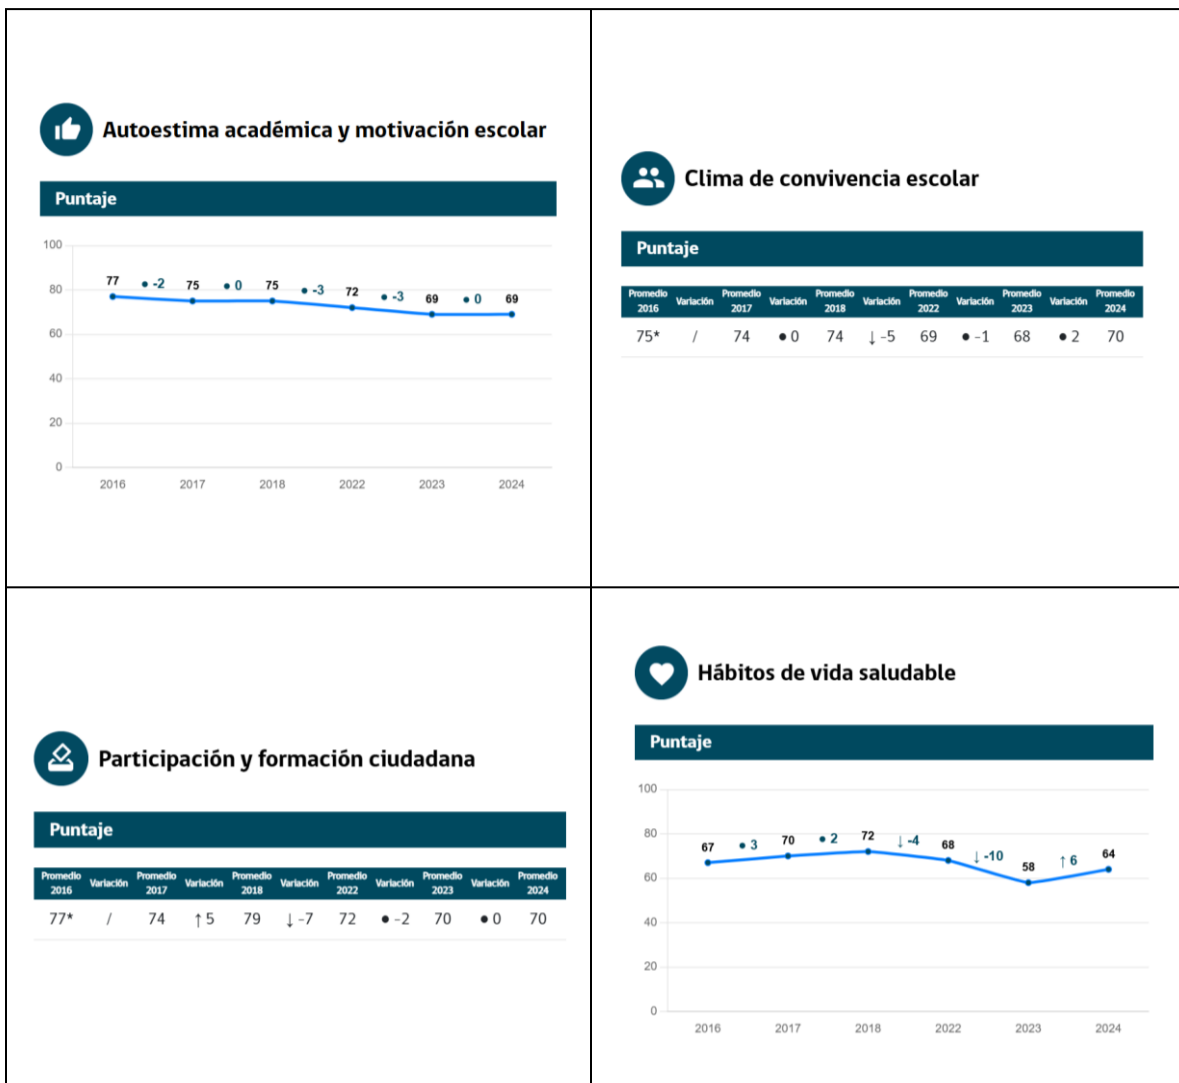 Autoestima académica y motivación escolar
Puntaje
100
80
60
40
20
0
77 • -2 75 • 0 75 • -3 72 • -3 69 • 0 69
2016 2017 2018 2022 2023 2024
Clima de convivencia escolar
Puntaje
Promedio 2016 Variación Promedio 2017 Variación Promedio 2018 Variación Promedio 2022 Variación Promedio 2023 Variación Promedio 2024
75* / 74 • 0 74 ↓ -5 69 • -1 68 • 2 70
Participación y formación ciudadana
Puntaje
Promedio 2016 Variación Promedio 2017 Variación Promedio 2018 Variación Promedio 2022 Variación Promedio 2023 Variación Promedio 2024
77* / 74 ↑ 5 79 ↓ -7 72 • -2 70 • 0 70
Hábitos de vida saludable
Puntaje
100
80
60
40
20
0
67 • 3 70 • 2 72 ↓ -4 68 ↓ -10 58 ↑ 6 64
2016 2017 2018 2022 2023 2024